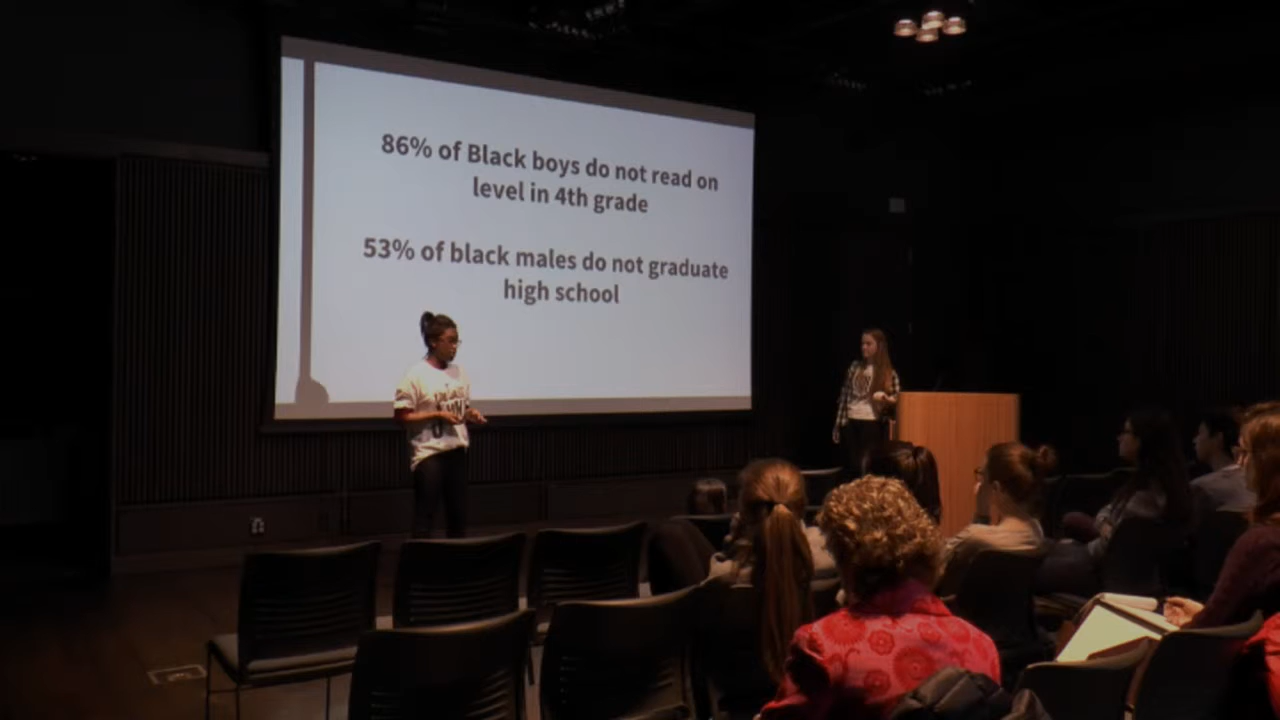 86% of Black boys do not read on
level in 4th grade
53% of black males do not graduate
high school